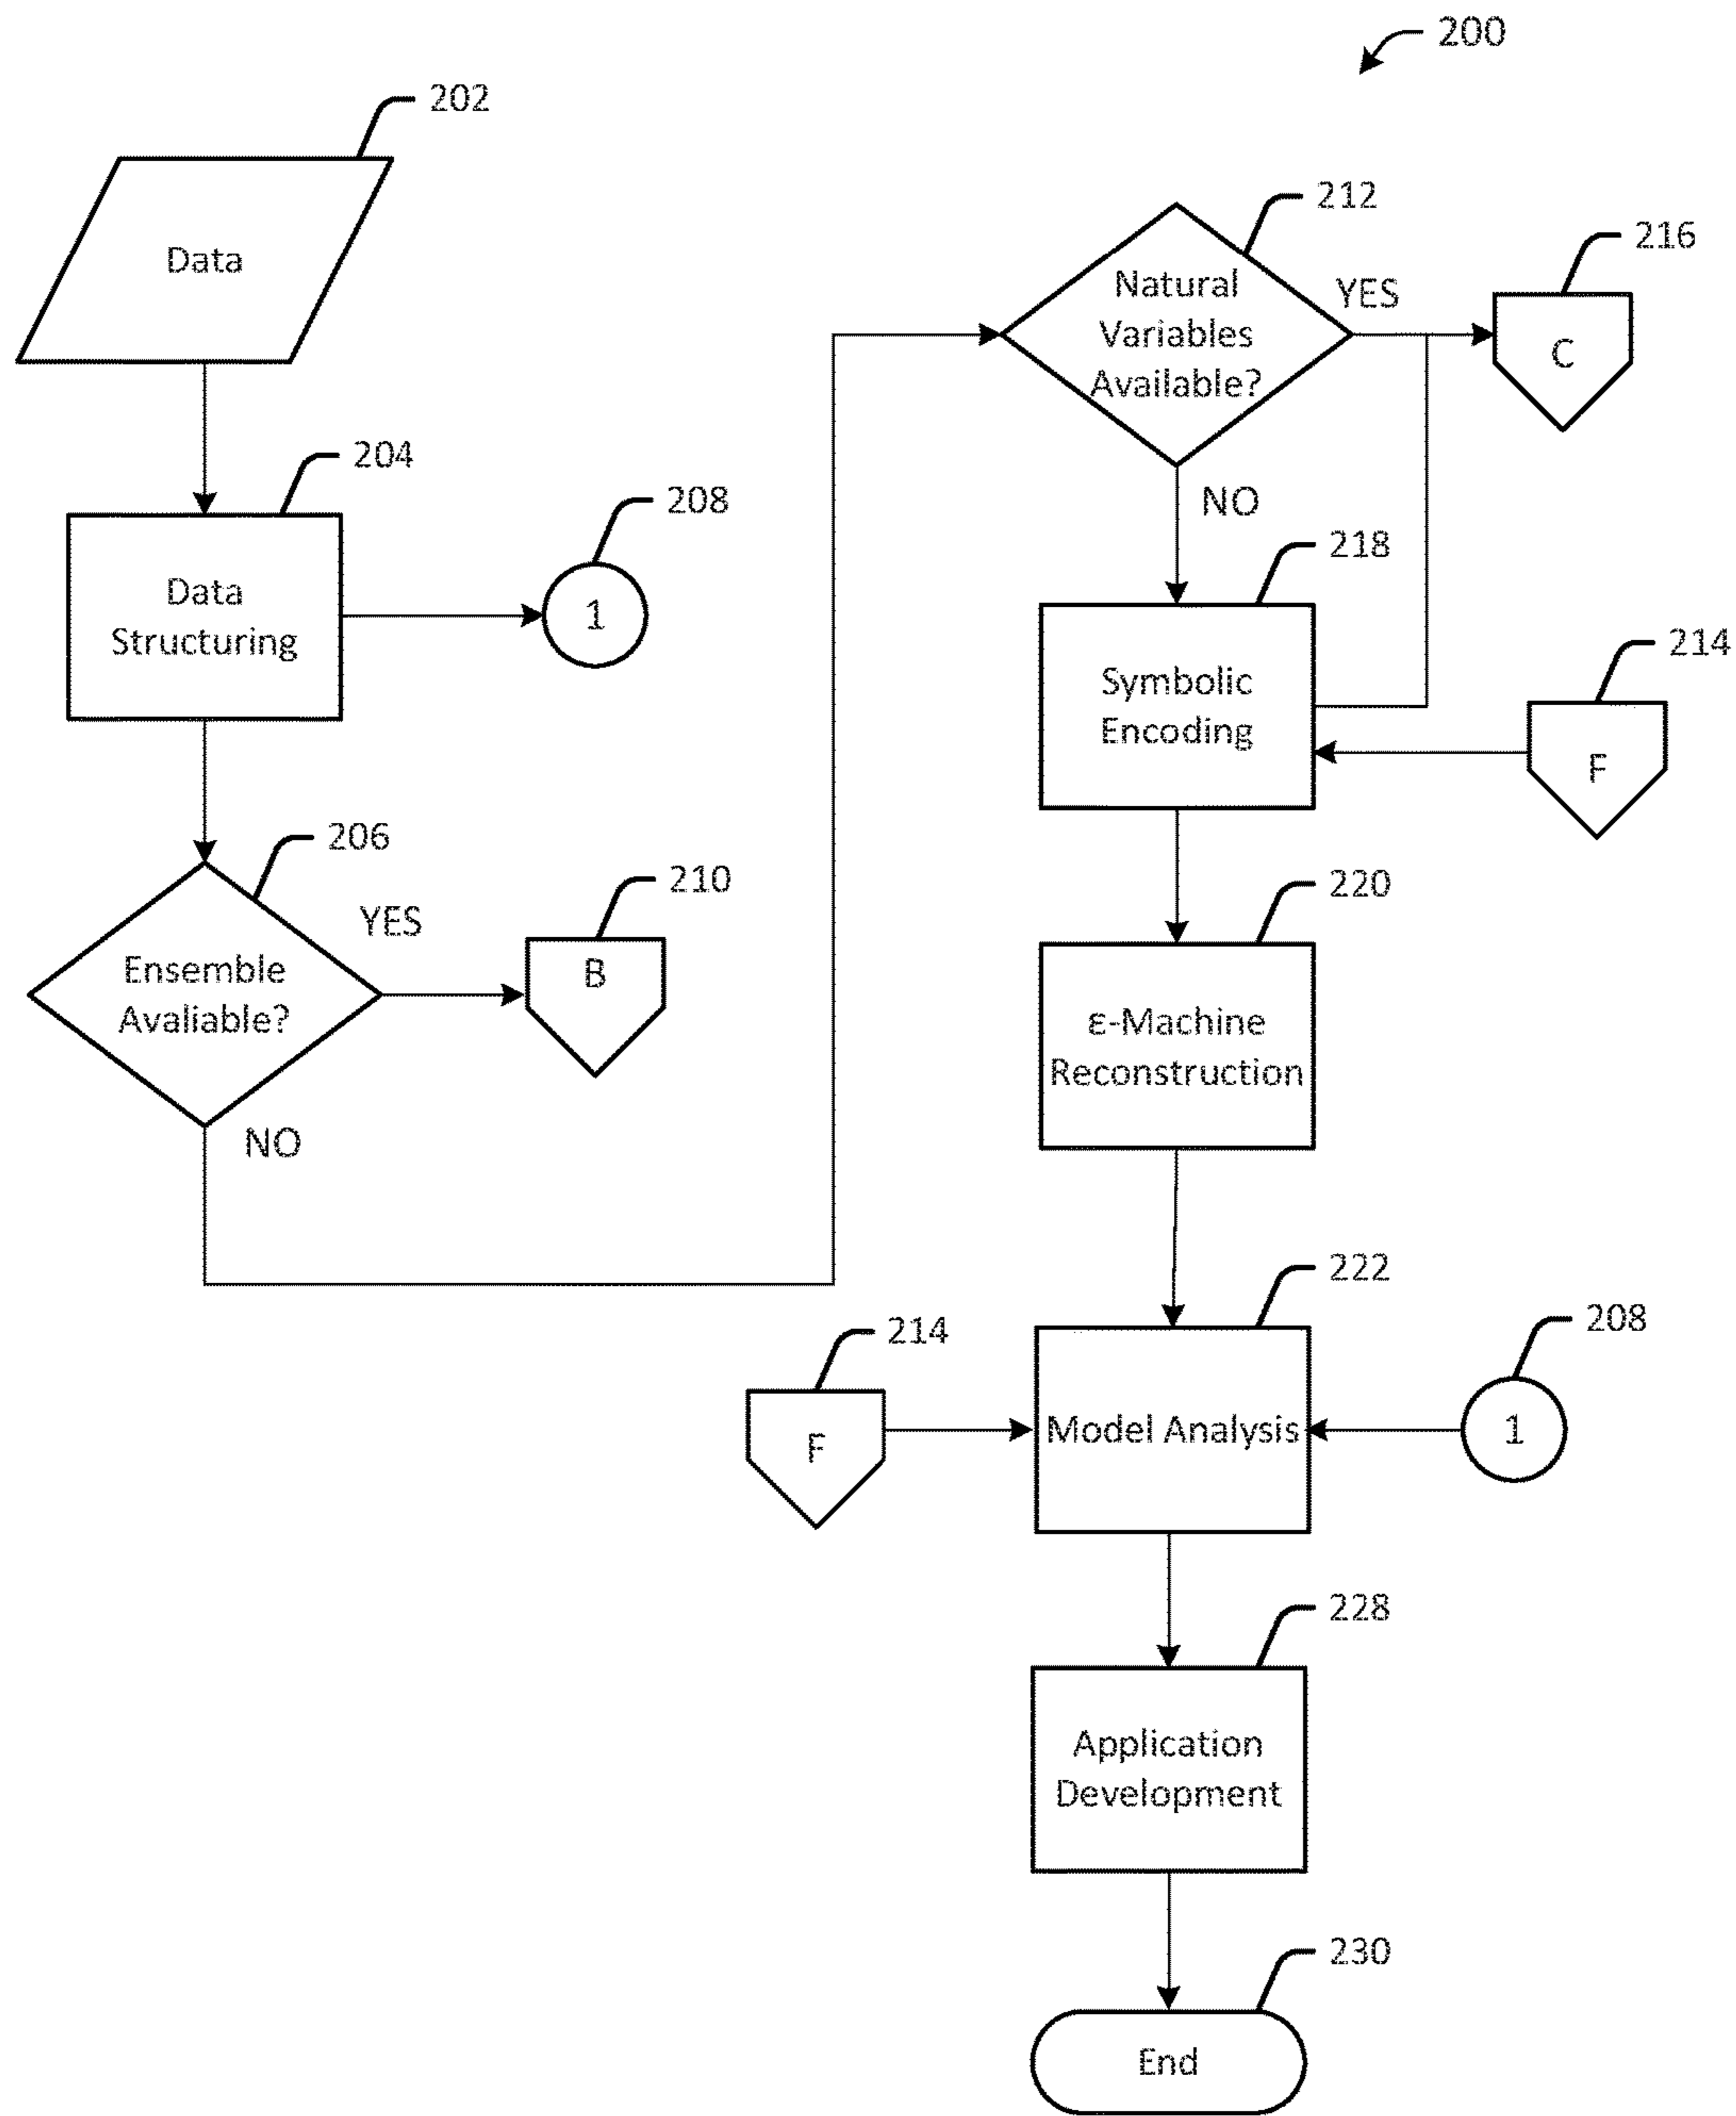 200
202
Data
204
Data
Structuring
208
1
206
Ensemble
Avaliable?
YES
NO
210
B
212
Natural
Variables
Available?
YES
NO
216
C
218
Symbolic
Encoding
214
F
220
ε-Machine
Reconstruction
222
Model Analysis
214
F
208
1
228
Application
Development
230
End